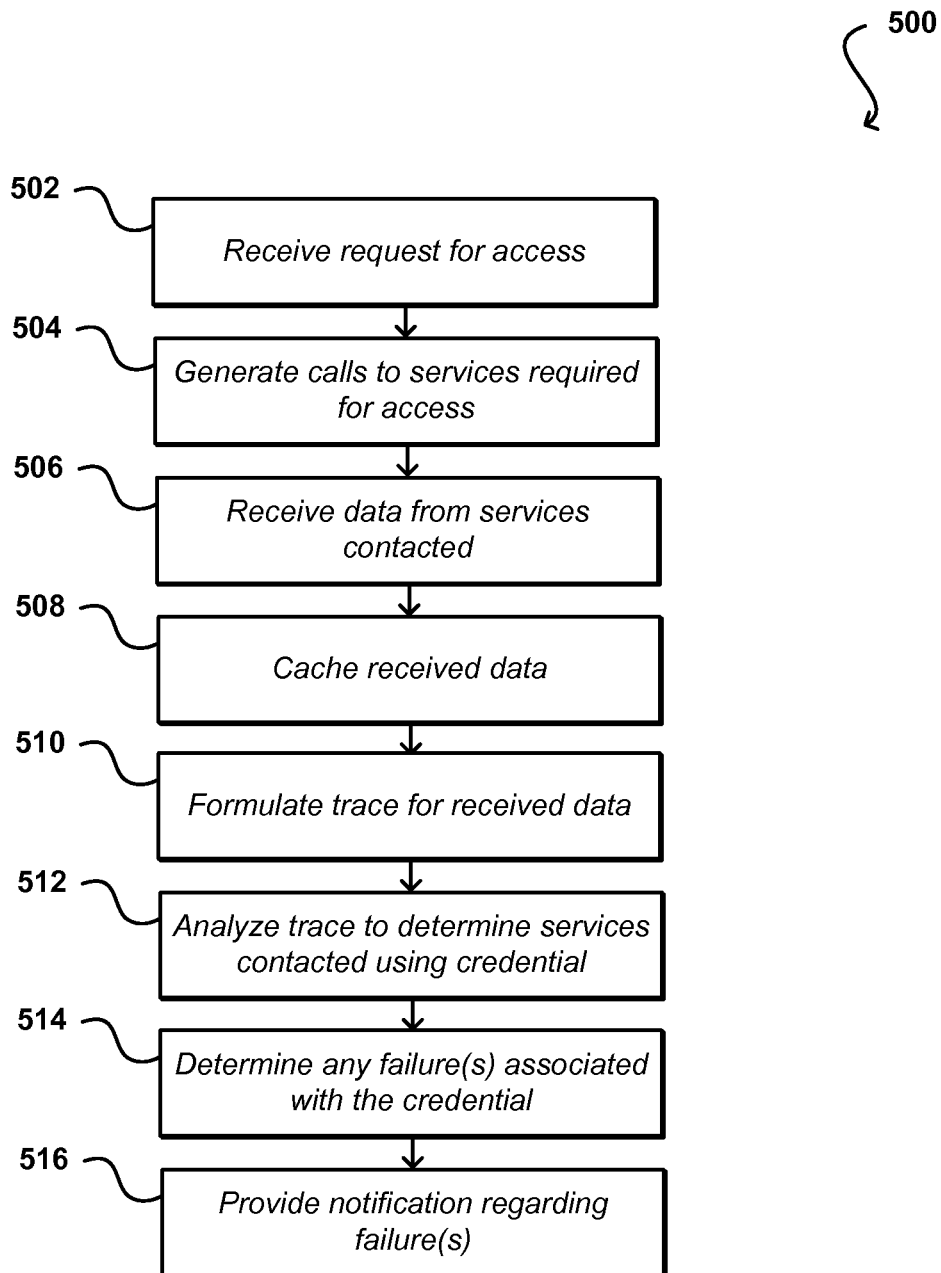 500
502
Receive request for access
504
Generate calls to services required
for access
506
Receive data from services
contacted
508
Cache received data
510
Formulate trace for received data
512
Analyze trace to determine services
contacted using credential
514
Determine any failure(s) associated
with the credential
516
Provide notification regarding
failure(s)